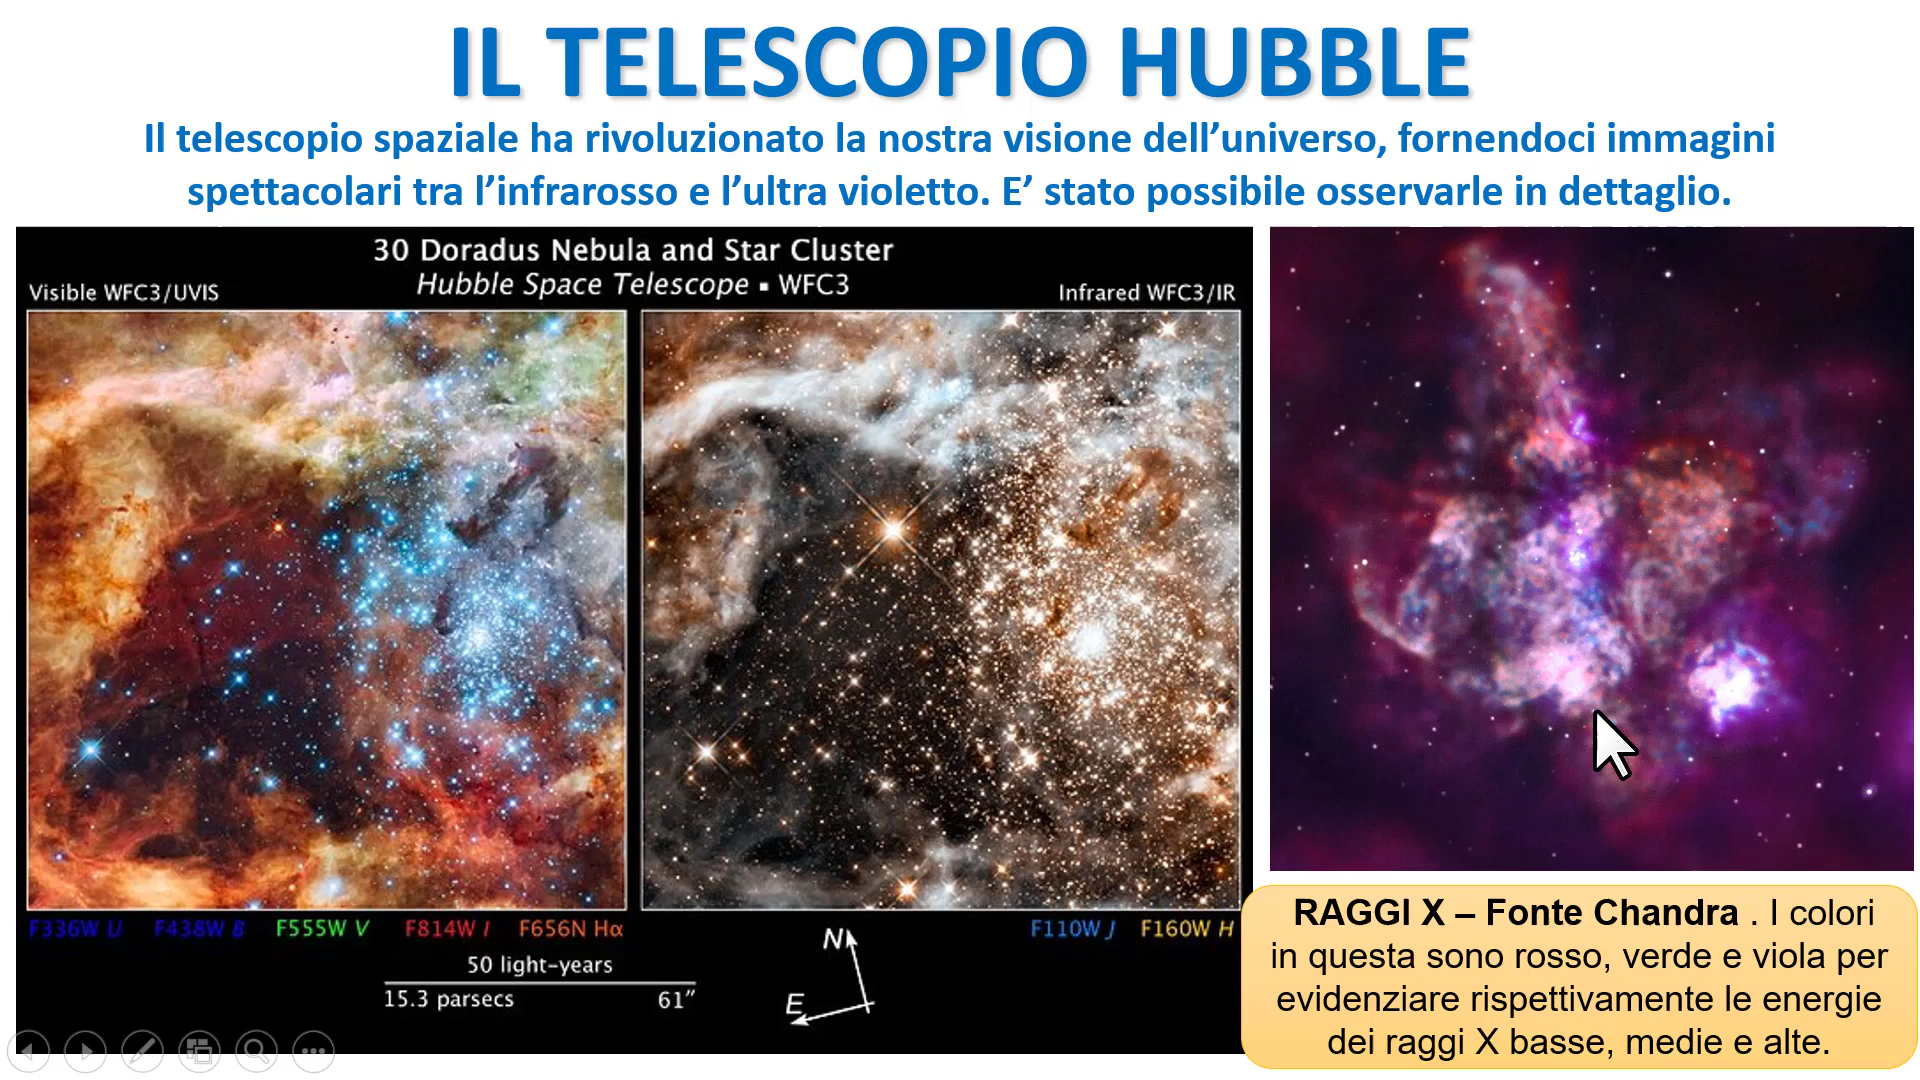 IL TELESCOPIO HUBBLE
Il telescopio spaziale ha rivoluzionato la nostra visione dell’universo, fornendoci immagini
spettacolari tra l’infrarosso e l’ultra violetto. E’ stato possibile osservarle in dettaglio.
30 Doradus Nebula and Star Cluster
Hubble Space Telescope ▪ WFC3
Visible WFC3/UVIS
Infrared WFC3/IR
F336W U F438W B F555W V F814W I F656N Hα
F110W J F160W H
50 light-years
15.3 parsecs 61″
N
E
RAGGI X – Fonte Chandra . I colori
in questa sono rosso, verde e viola per
evidenziare rispettivamente le energie
dei raggi X basse, medie e alte.